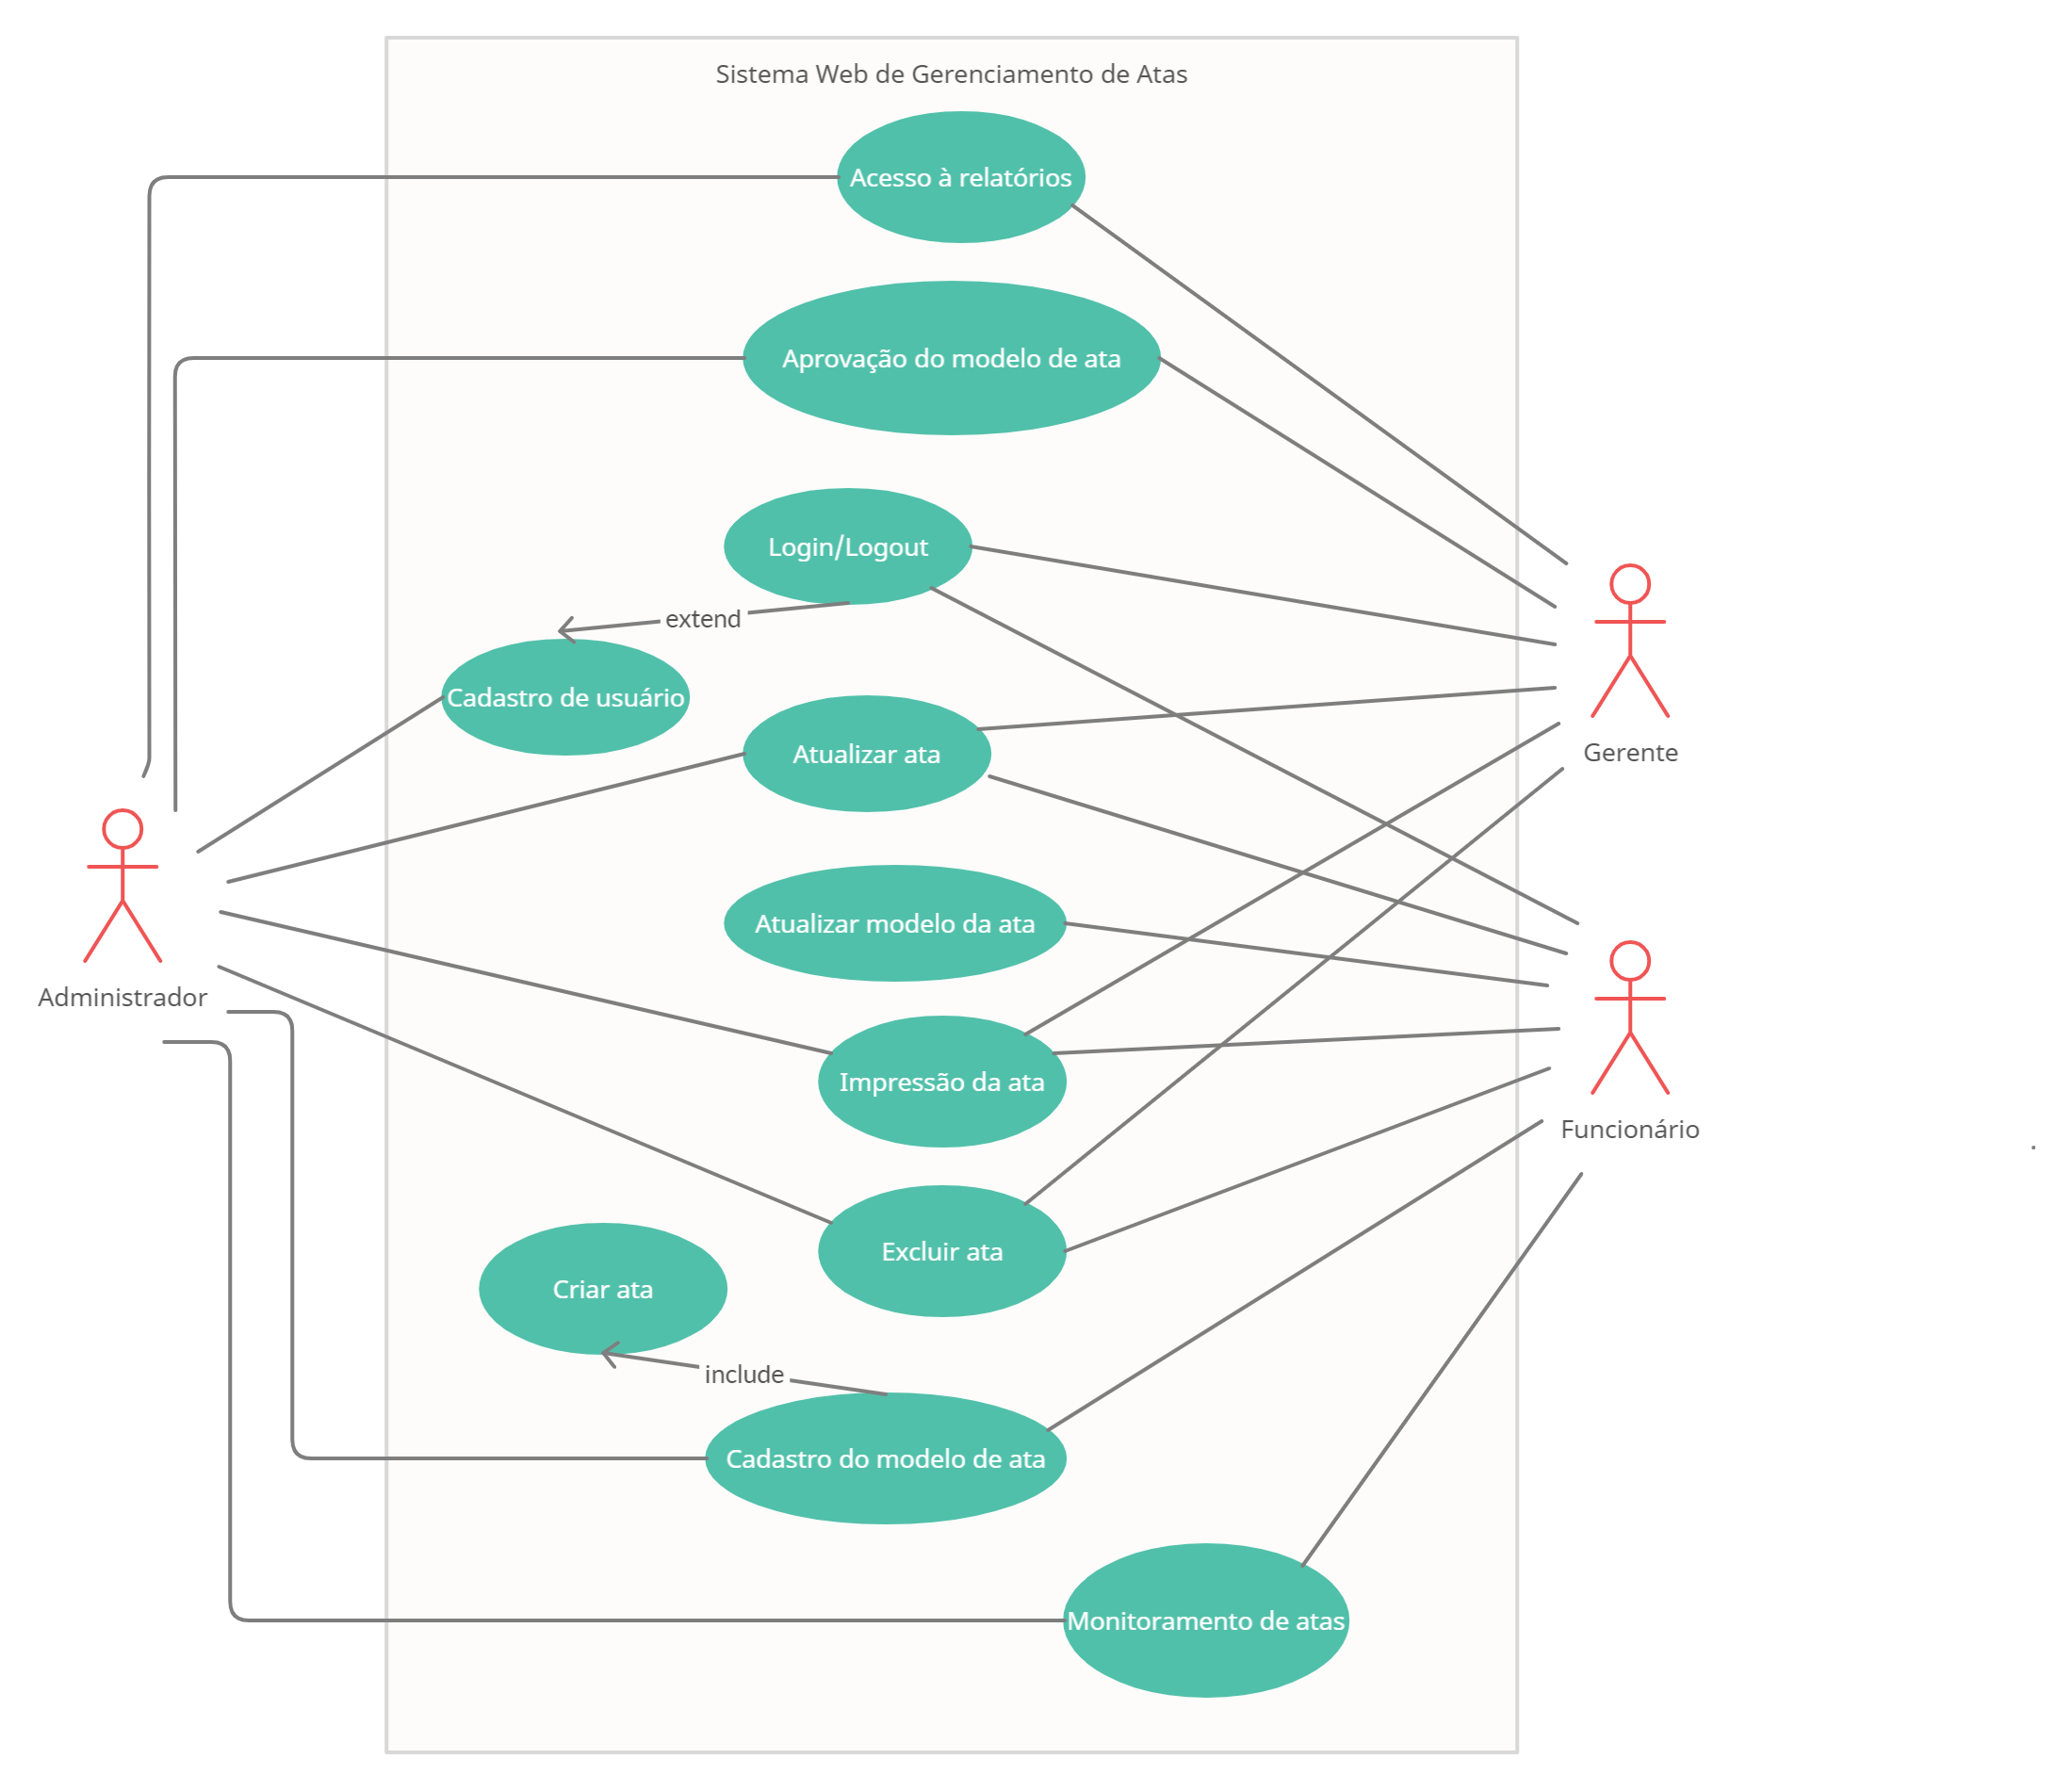 Sistema Web de Gerenciamento de Atas
Acesso à relatórios
Aprovação do modelo de ata
Login/Logout
extend
Cadastro de usuário
Atualizar ata
Gerente
Atualizar modelo da ata
Administrador
Impressão da ata
Funcionário
Excluir ata
Criar ata
include
Cadastro do modelo de ata
Monitoramento de atas